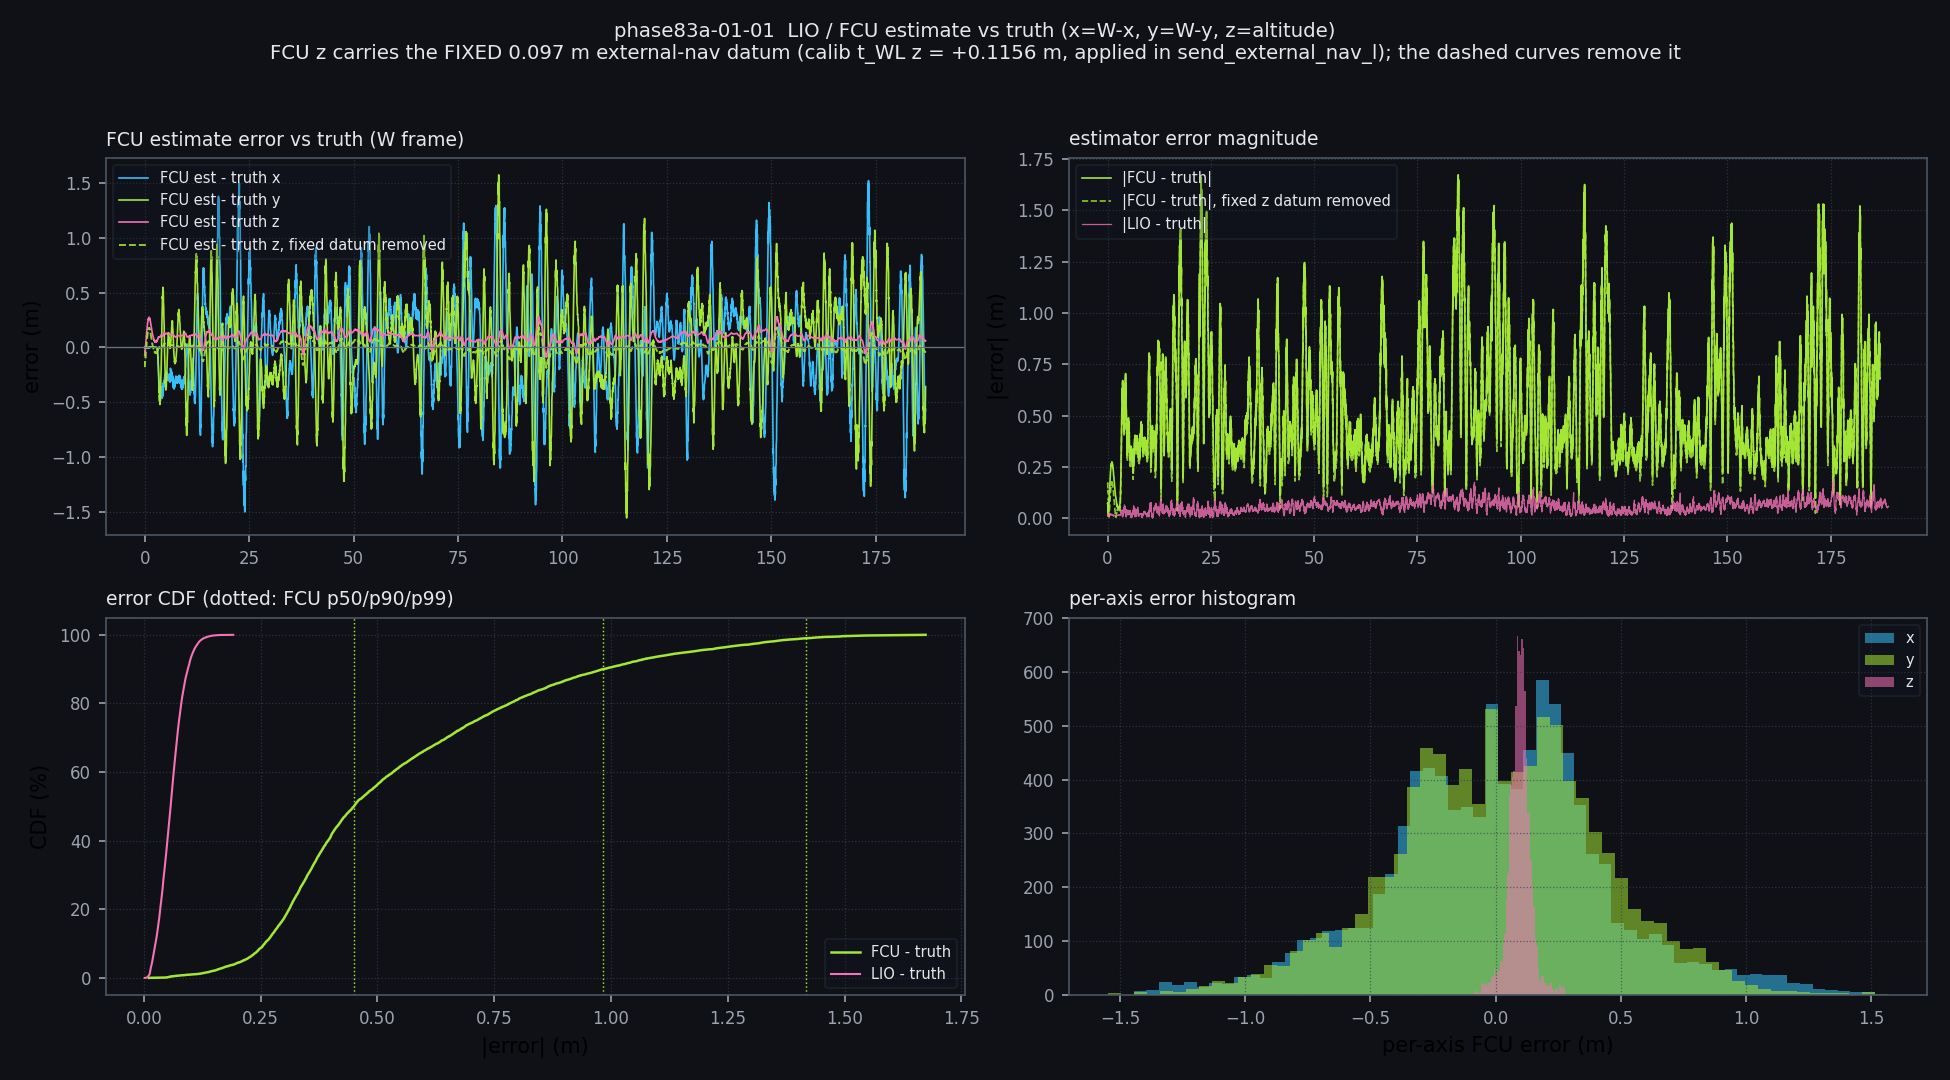 phase83a-01-01  LIO / FCU estimate vs truth (x=W-x, y=W-y, z=altitude)
FCU z carries the FIXED 0.097 m external-nav datum (calib t_WL z = +0.1156 m, applied in send_external_nav_l); the dashed curves remove it
FCU estimate error vs truth (W frame)
error (m)
1.5
1.0
0.5
0.0
−0.5
−1.0
−1.5
FCU est - truth x
FCU est - truth y
FCU est - truth z
FCU est - truth z, fixed datum removed
0 25 50 75 100 125 150 175
estimator error magnitude
|error| (m)
1.75
1.50
1.25
1.00
0.75
0.50
0.25
0.00
|FCU - truth|
|FCU - truth|, fixed z datum removed
|LIO - truth|
0 25 50 75 100 125 150 175
error CDF (dotted: FCU p50/p90/p99)
CDF (%)
100
80
60
40
20
0
FCU - truth
LIO - truth
0.00 0.25 0.50 0.75 1.00 1.25 1.50 1.75
|error| (m)
per-axis error histogram
700
600
500
400
300
200
100
0
x
y
z
−1.5 −1.0 −0.5 0.0 0.5 1.0 1.5
per-axis FCU error (m)